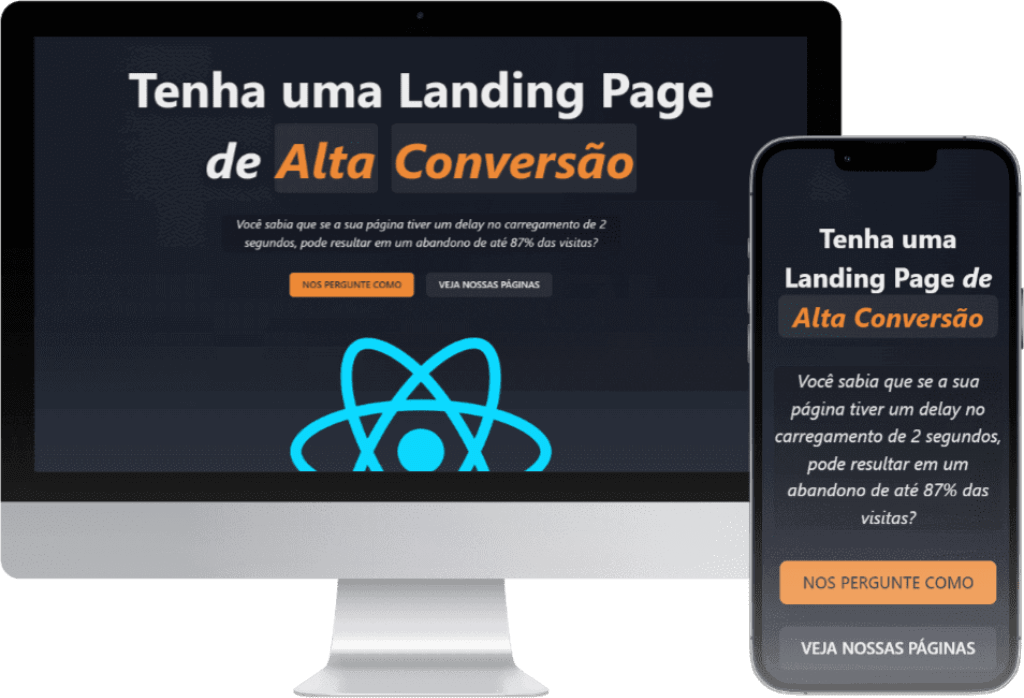 Tenha uma Landing Page
de Alta Conversão
Você sabia que se a sua página tiver um delay no carregamento de 2
segundos, pode resultar em um abandono de até 87% das visitas?
NOS PERGUNTE COMO
VEJA NOSSAS PÁGINAS
Tenha uma
Landing Page de
Alta Conversão
Você sabia que se a sua
página tiver um delay no
carregamento de 2 segundos,
pode resultar em um
abandono de até 87% das
visitas?
NOS PERGUNTE COMO
VEJA NOSSAS PÁGINAS